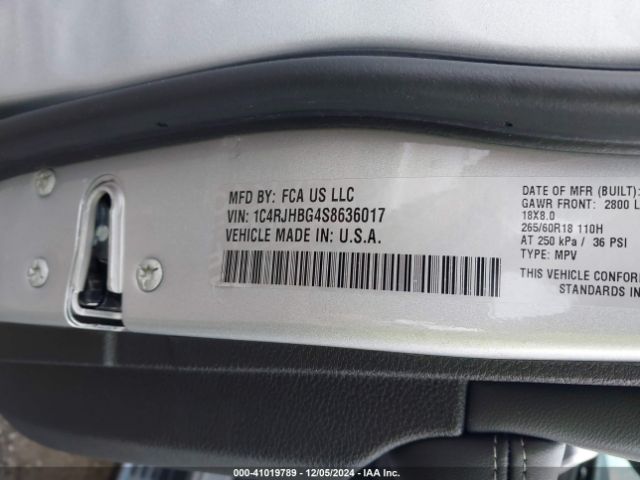 MFD BY: FCA US LLC
VIN: 1C4RJHBG4S8636017
VEHICLE MADE IN: U.S.A.
DATE OF MFR (BUILT):
GAWR FRONT: 2800 L
18X8.0
265/60R18 110H
AT 250 kPa / 36 PSI
TYPE: MPV
THIS VEHICLE CONFOR
STANDARDS IN
000-41019789 - 12/05/2024 - IAA Inc.